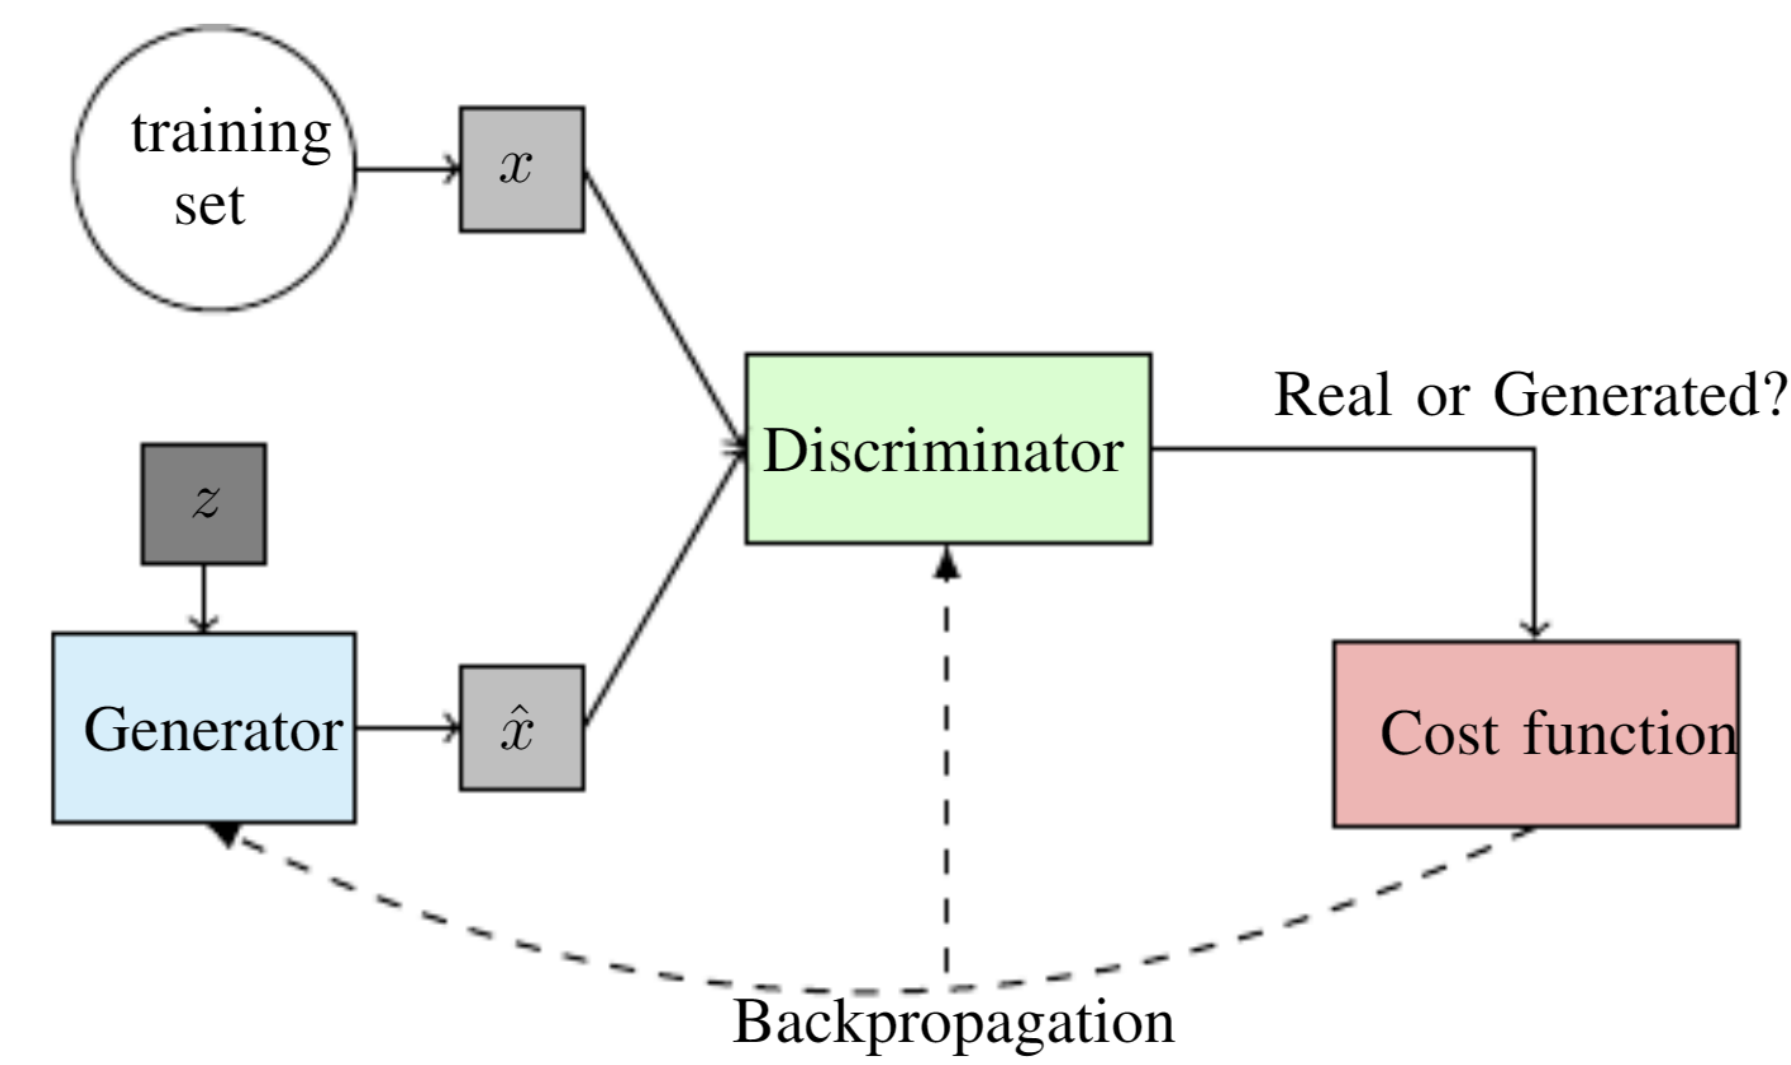 training
set
x
z
Generator
x̂
Discriminator
Real or Generated?
Cost function
Backpropagation